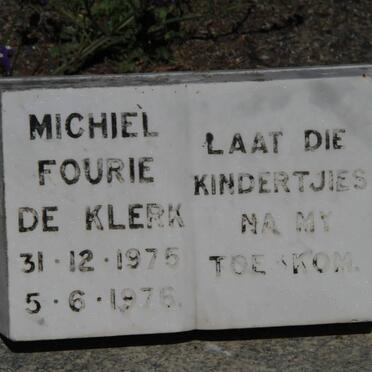 MICHIEL
FOURIE
DE KLERK
31·12·1975
5·6·1976.
LAAT DIE
KINDERTJIES
NA MY
TOE KOM.